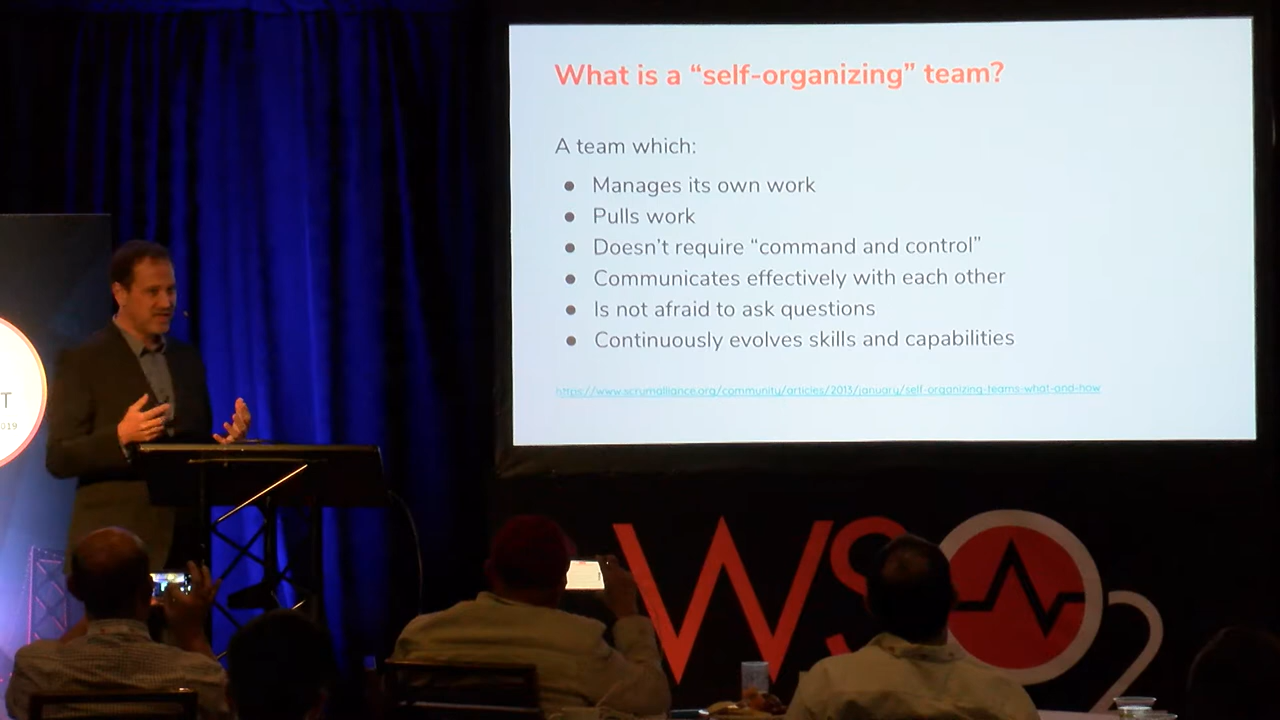 What is a “self-organizing” team?
A team which:
● Manages its own work
● Pulls work
● Doesn’t require “command and control”
● Communicates effectively with each other
● Is not afraid to ask questions
● Continuously evolves skills and capabilities
https://www.scrumalliance.org/community/articles/2013/january/self-organizing-teams-what-and-how
T
019
WSO2